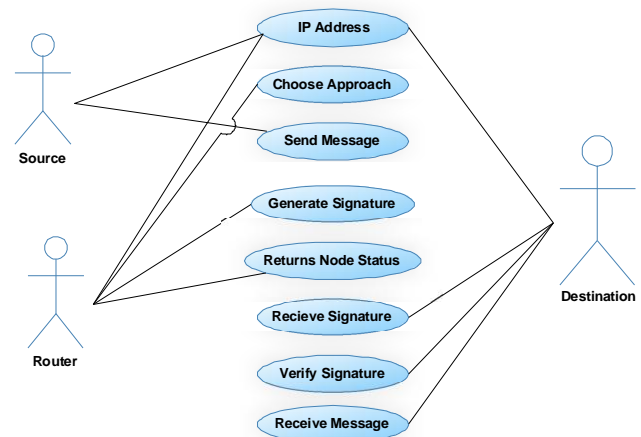 IP Address
Choose Approach
Send Message
Source
Generate Signature
Returns Node Status
Recieve Signature
Destination
Router
Verify Signature
Receive Message